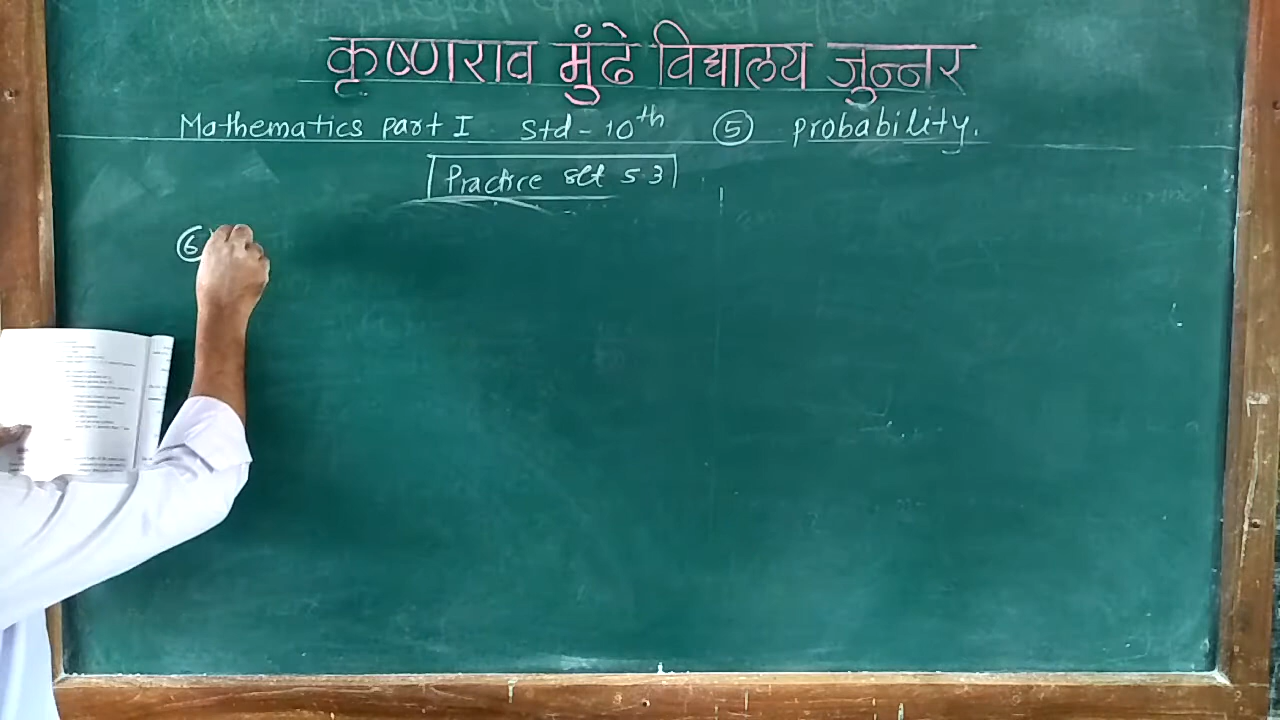 कृष्णराव मुंढे विद्यालय जुन्नर
Mathematics part I Std - 10th ⑤ probability.
Practice set 5.3
⑥